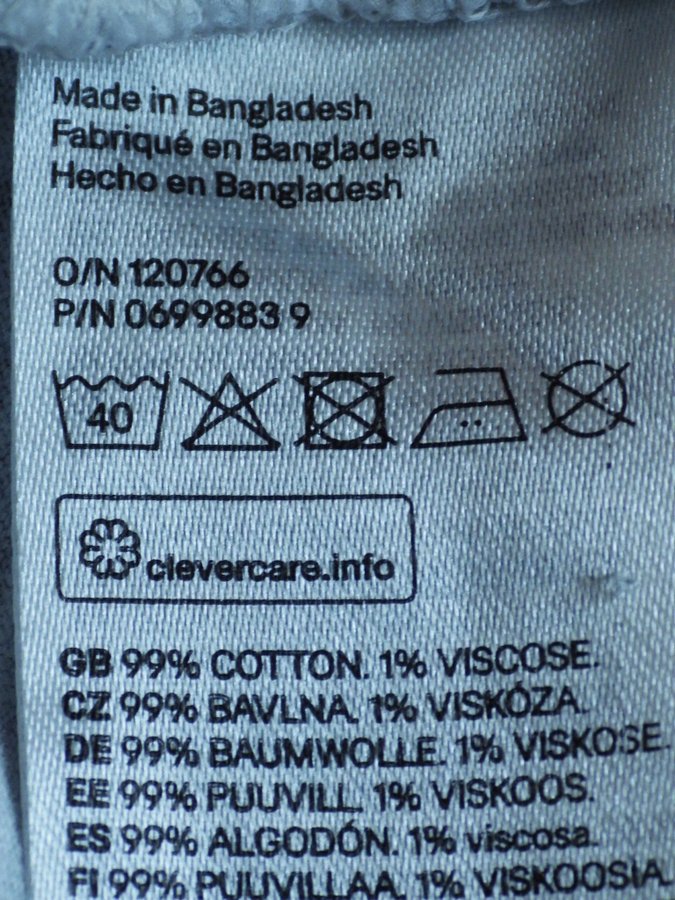 Made in Bangladesh
Fabriqué en Bangladesh
Hecho en Bangladesh
O/N 120766
P/N 0699883 9
40
clevercare.info
GB 99% COTTON. 1% VISCOSE.
CZ 99% BAVLNA. 1% VISKÓZA.
DE 99% BAUMWOLLE. 1% VISKOSE.
EE 99% PUUVILL. 1% VISKOOS.
ES 99% ALGODÓN. 1% viscosa.
FI 99% PUUVILLAA. 1% VISKOOSIA.